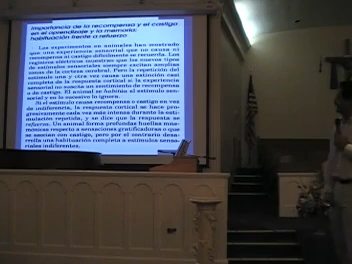 Importancia de la recompensa y el castigo
en el aprendizaje y la memoria:
habituación frente a refuerzo
Los experimentos en animales han mostrado
que una experiencia sensorial que no causa ni
recompensa ni castigo difícilmente se recuerda. Los
registros eléctricos muestran que los nuevos tipos
de estímulos sensoriales siempre excitan amplias
zonas de la corteza cerebral. Pero la repetición del
estímulo una y otra vez causa una extinción casi
completa de la respuesta cortical si la experiencia
sensorial no suscita un sentimiento de recompensa
o de castigo. El animal se habitúa al estímulo sen-
sorial y en lo sucesivo lo ignora.
Si el estímulo causa recompensa o castigo en vez
de indiferencia, la respuesta cortical se hace pro-
gresivamente cada vez más intensa durante la esti-
mulación repetida, y se dice que la respuesta se
refuerza. Un animal forma profundas huellas mne-
mónicas respecto a sensaciones gratificadoras o que
se asocian con castigo, pero por el contrario desa-
rrolla una habituación completa a estímulos senso-
riales indiferentes.